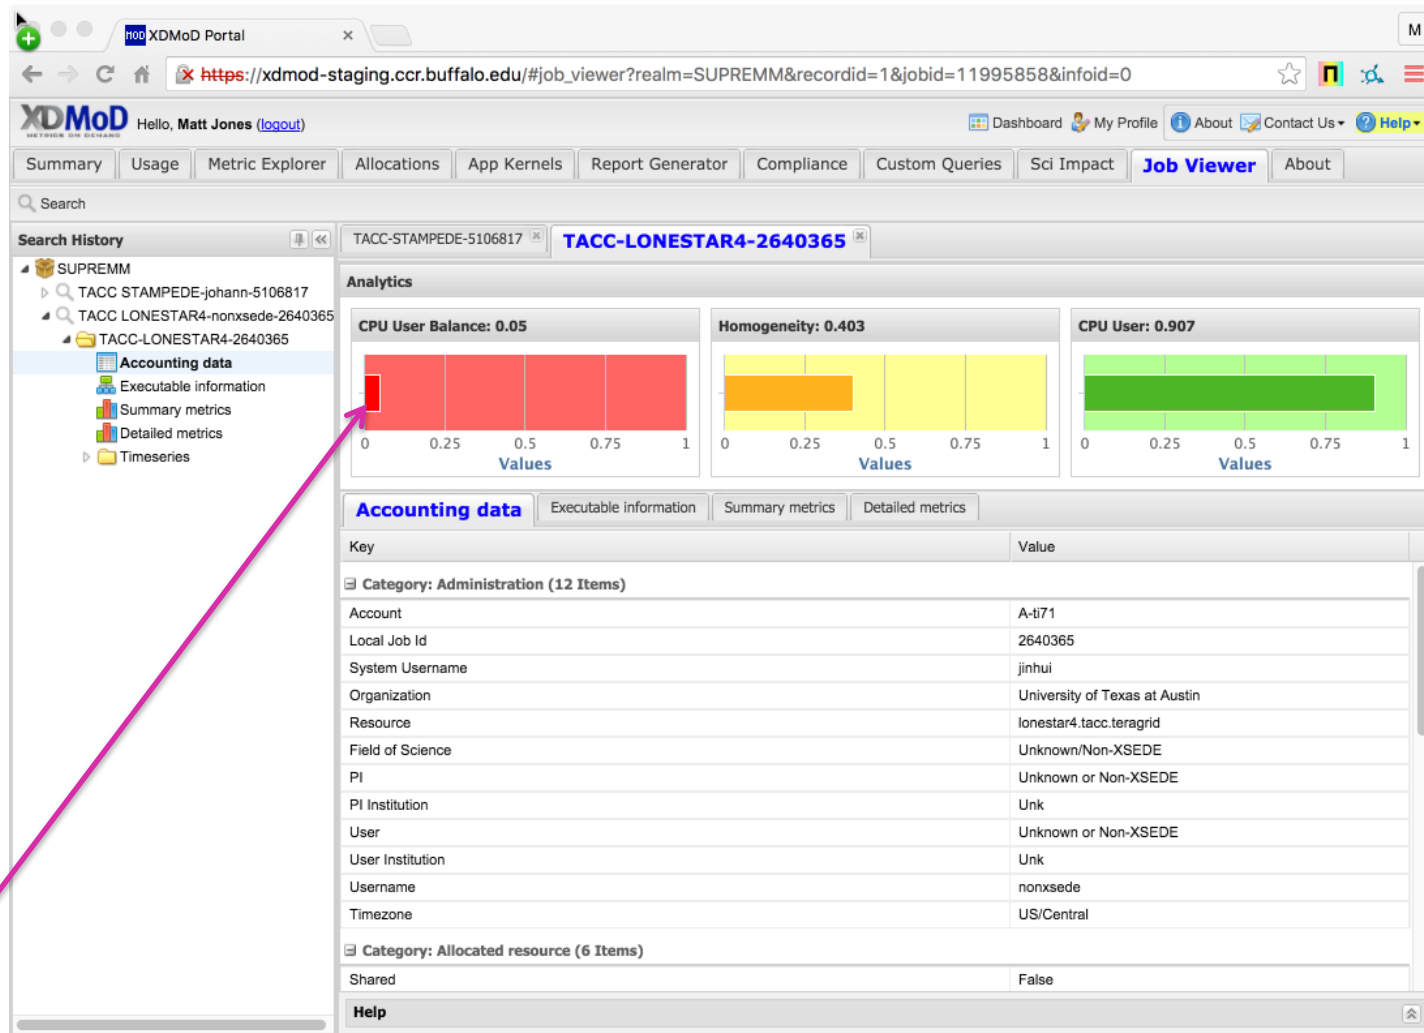 MOD XDMoD Portal × M
https://xdmod-staging.ccr.buffalo.edu/#job_viewer?realm=SUPREMM&recordid=1&jobid=11995858&infoid=0
XDMoD Hello, Matt Jones (logout) Dashboard My Profile About Contact Us Help
METRICS ON DEMAND
Summary Usage Metric Explorer Allocations App Kernels Report Generator Compliance Custom Queries Sci Impact Job Viewer About
Search
Search History
SUPREMM
TACC STAMPEDE-johann-5106817
TACC LONESTAR4-nonxsede-2640365
TACC-LONESTAR4-2640365
Accounting data
Executable information
Summary metrics
Detailed metrics
Timeseries
TACC-STAMPEDE-5106817 TACC-LONESTAR4-2640365
Analytics
CPU User Balance: 0.05
0 0.25 0.5 0.75 1
Values
Homogeneity: 0.403
0 0.25 0.5 0.75 1
Values
CPU User: 0.907
0 0.25 0.5 0.75 1
Values
Accounting data Executable information Summary metrics Detailed metrics
Key Value
Category: Administration (12 Items)
Account A-ti71
Local Job Id 2640365
System Username jinhui
Organization University of Texas at Austin
Resource lonestar4.tacc.teragrid
Field of Science Unknown/Non-XSEDE
PI Unknown or Non-XSEDE
PI Institution Unk
User Unknown or Non-XSEDE
User Institution Unk
Username nonxsede
Timezone US/Central
Category: Allocated resource (6 Items)
Shared False
Help